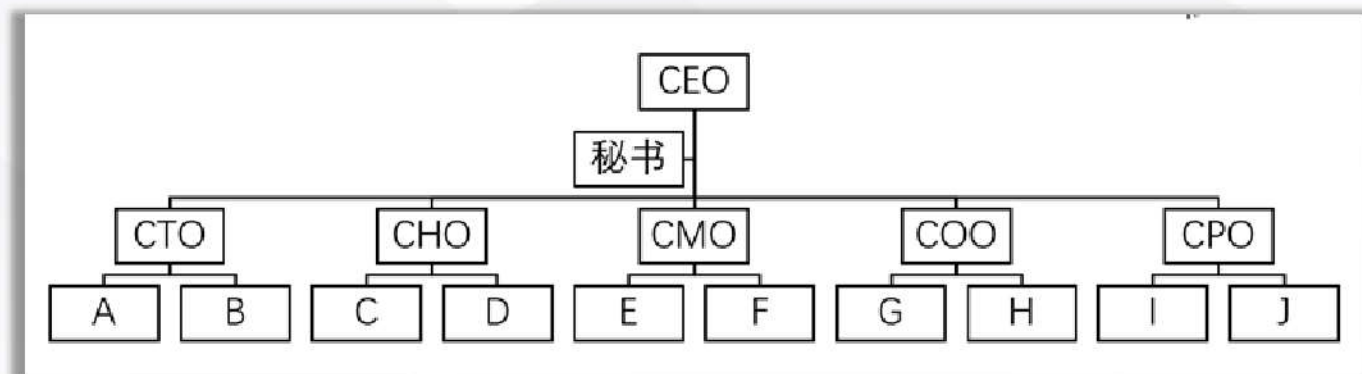 CEO
秘书
CTO CHO CMO COO CPO
A B C D E F G H I J